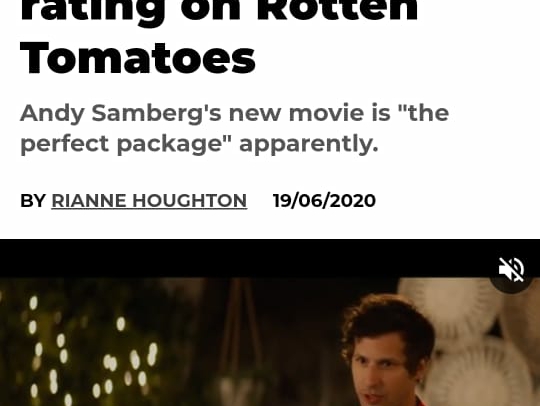 rating on Rotten
Tomatoes
Andy Samberg's new movie is "the
perfect package" apparently.
BY RIANNE HOUGHTON 19/06/2020